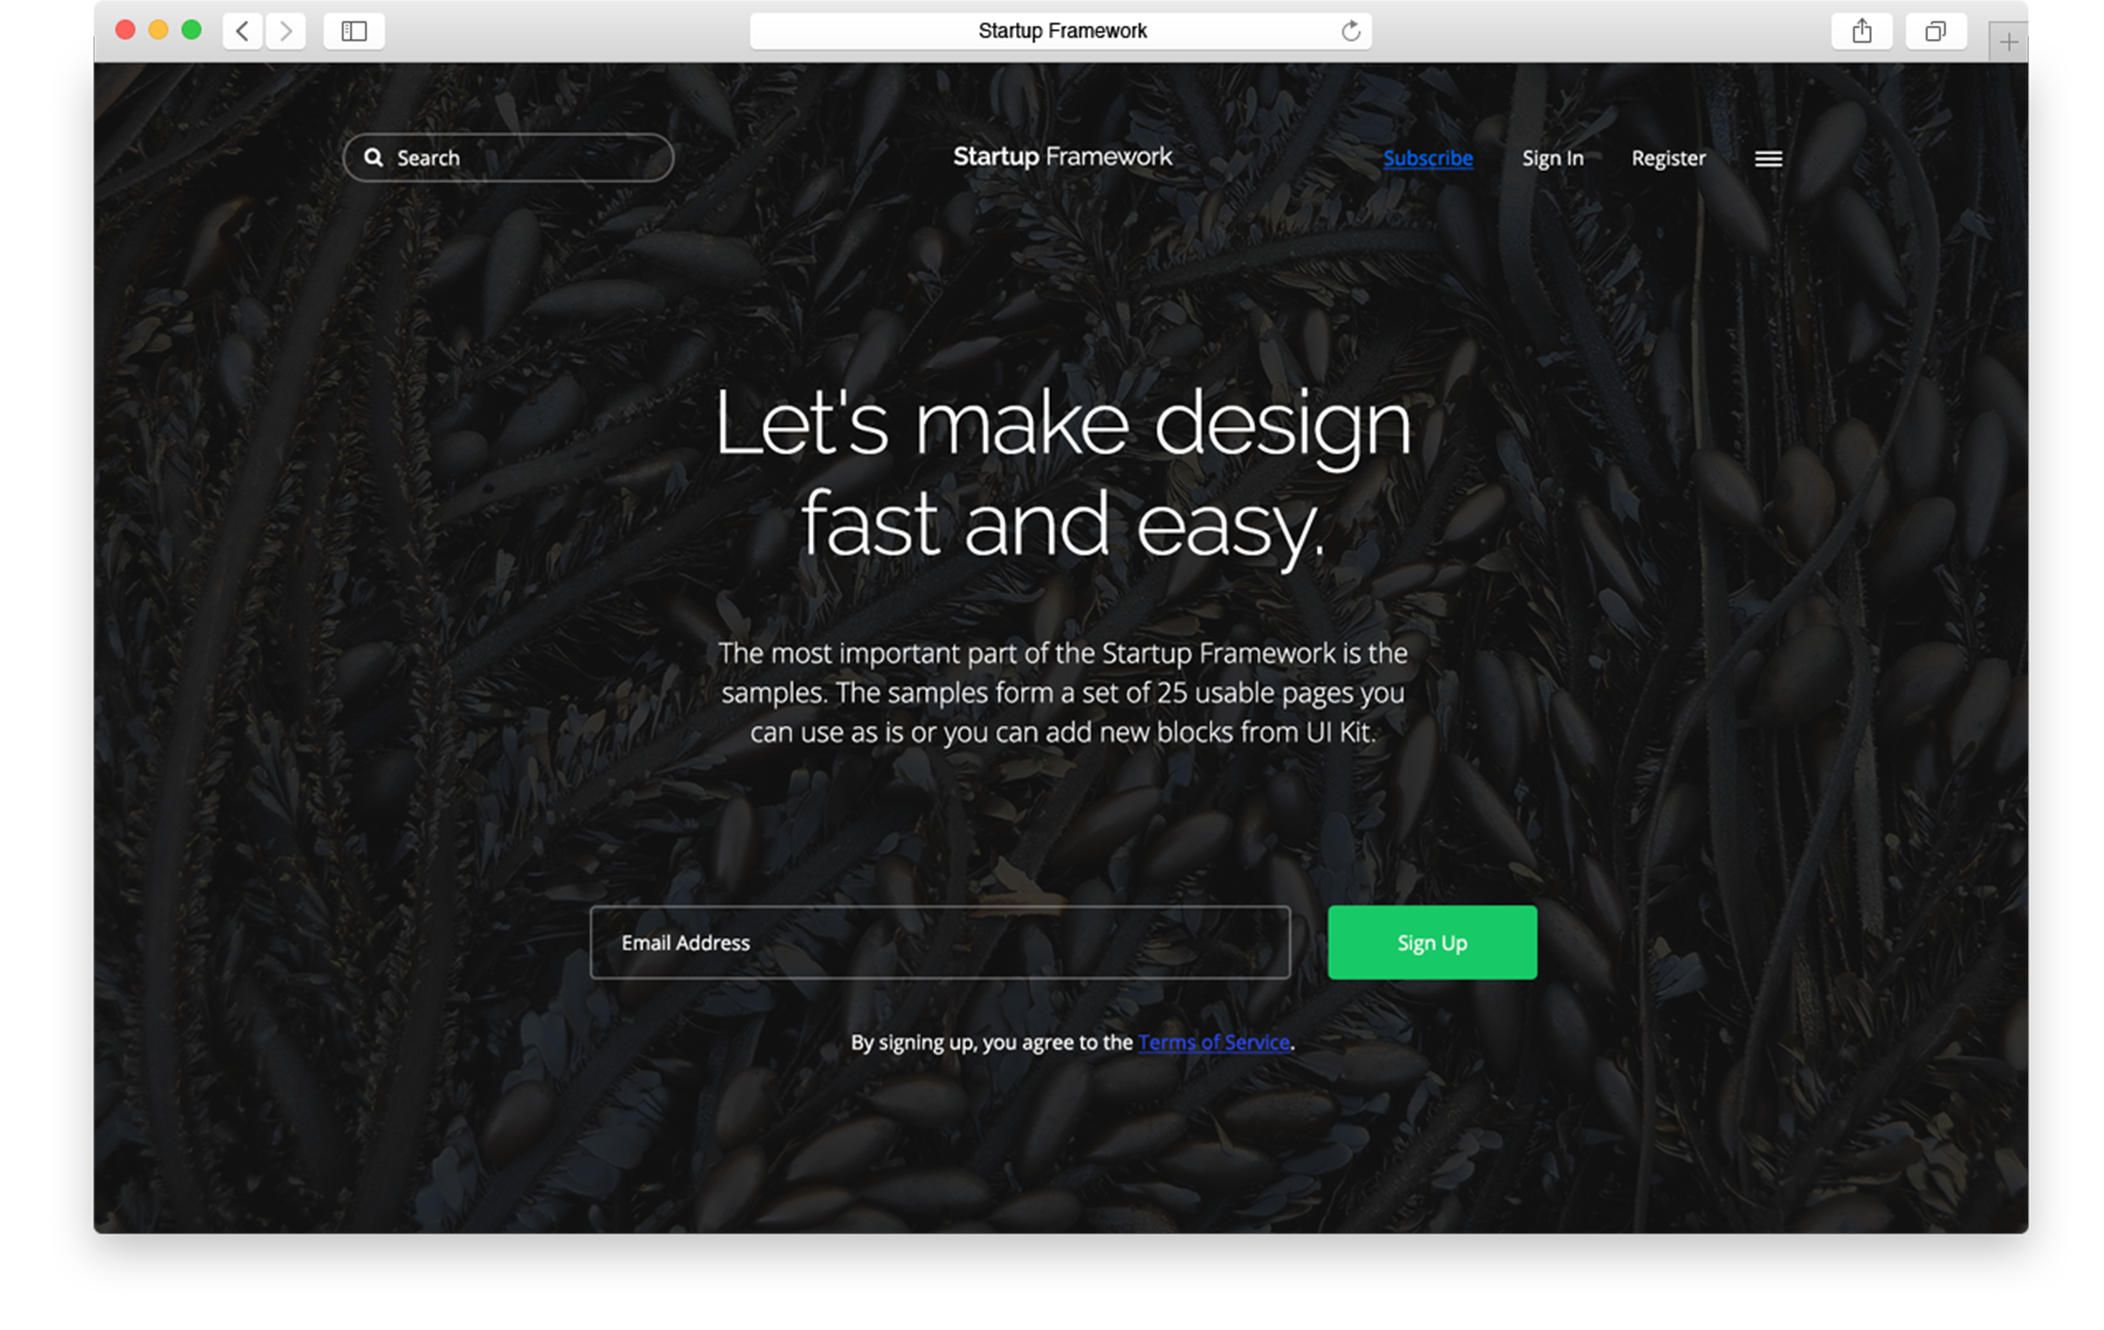 Startup Framework
Search
Startup Framework
Subscribe
Sign In
Register
Let's make design
fast and easy.
The most important part of the Startup Framework is the
samples. The samples form a set of 25 usable pages you
can use as is or you can add new blocks from UI Kit.
Email Address
Sign Up
By signing up, you agree to the Terms of Service.